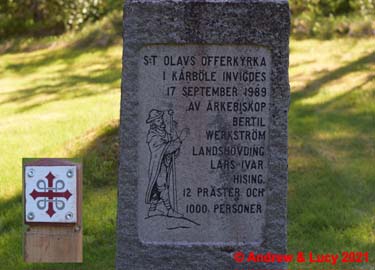 S:T OLAVS OFFERKYRKA
I KÅRBÖLE INVIGDES
17 SEPTEMBER 1989
AV ÄRKEBISKOP
BERTIL
WERKSTRÖM
LANDSHÖVDING
LARS IVAR
HISING,
12 PRÄSTER OCH
1000 PERSONER
© Andrew & Lucy 2021